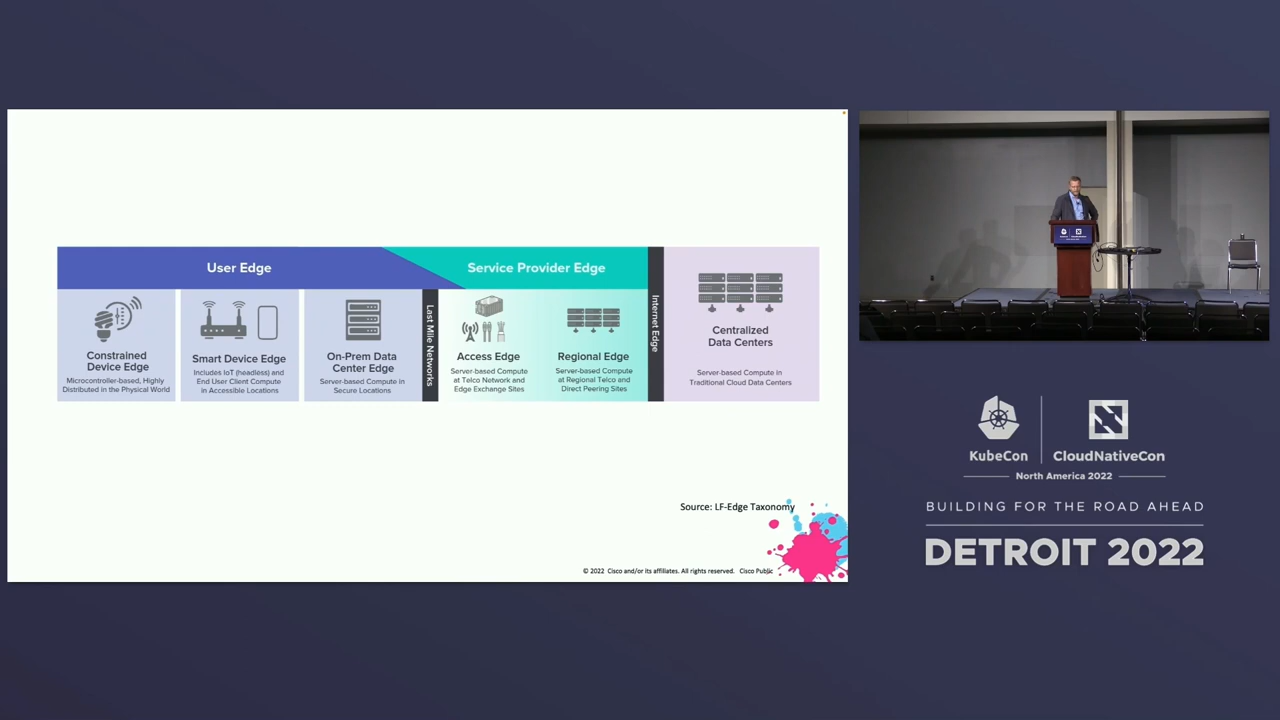 User Edge
Service Provider Edge
Constrained
Device Edge
Microcontroller-based, Highly
Distributed in the Physical World
Smart Device Edge
Includes IoT (headless) and
End User Client Compute
in Accessible Locations
On-Prem Data
Center Edge
Server-based Compute in
Secure Locations
Last Mile Networks
Access Edge
Server-based Compute
at Telco Network and
Edge Exchange Sites
Regional Edge
Server-based Compute
at Regional Telco and
Direct Peering Sites
Internet Edge
Centralized
Data Centers
Server-based Compute in
Traditional Cloud Data Centers
Source: LF-Edge Taxonomy
© 2022 Cisco and/or its affiliates. All rights reserved. Cisco Public
KubeCon
CloudNativeCon
North America 2022
BUILDING FOR THE ROAD AHEAD
DETROIT 2022